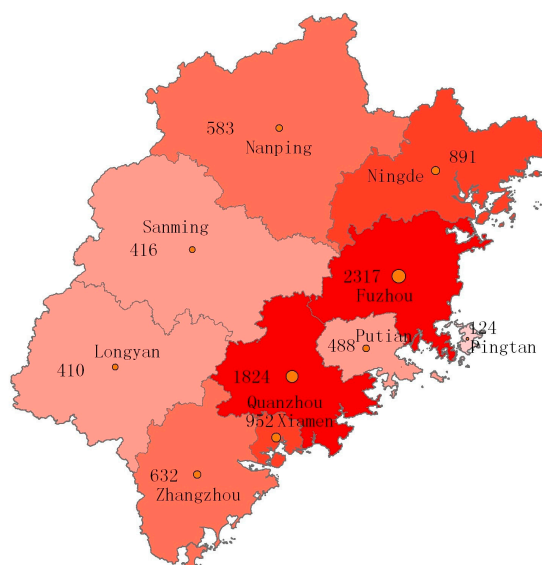 583
Nanping
891
Ningde
Sanming
416
2317
Fuzhou
124
Pingtan
Putian
488
Longyan
410
1824
Quanzhou
952 Xiamen
632
Zhangzhou